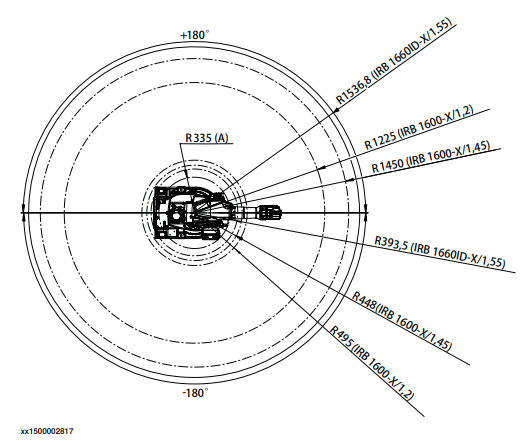 +180°
R1536,8 (IRB 1660ID-X/1.55)
R1225 (IRB 1600-X/1,2)
R 335 (A)
R1450 (IRB 1600-X/1,45)
R393,5 (IRB 1660ID-X/1,55)
R448(IRB 1600-X/1,45)
R495 (IRB 1600-X/1,2)
-180°
xx1500002817